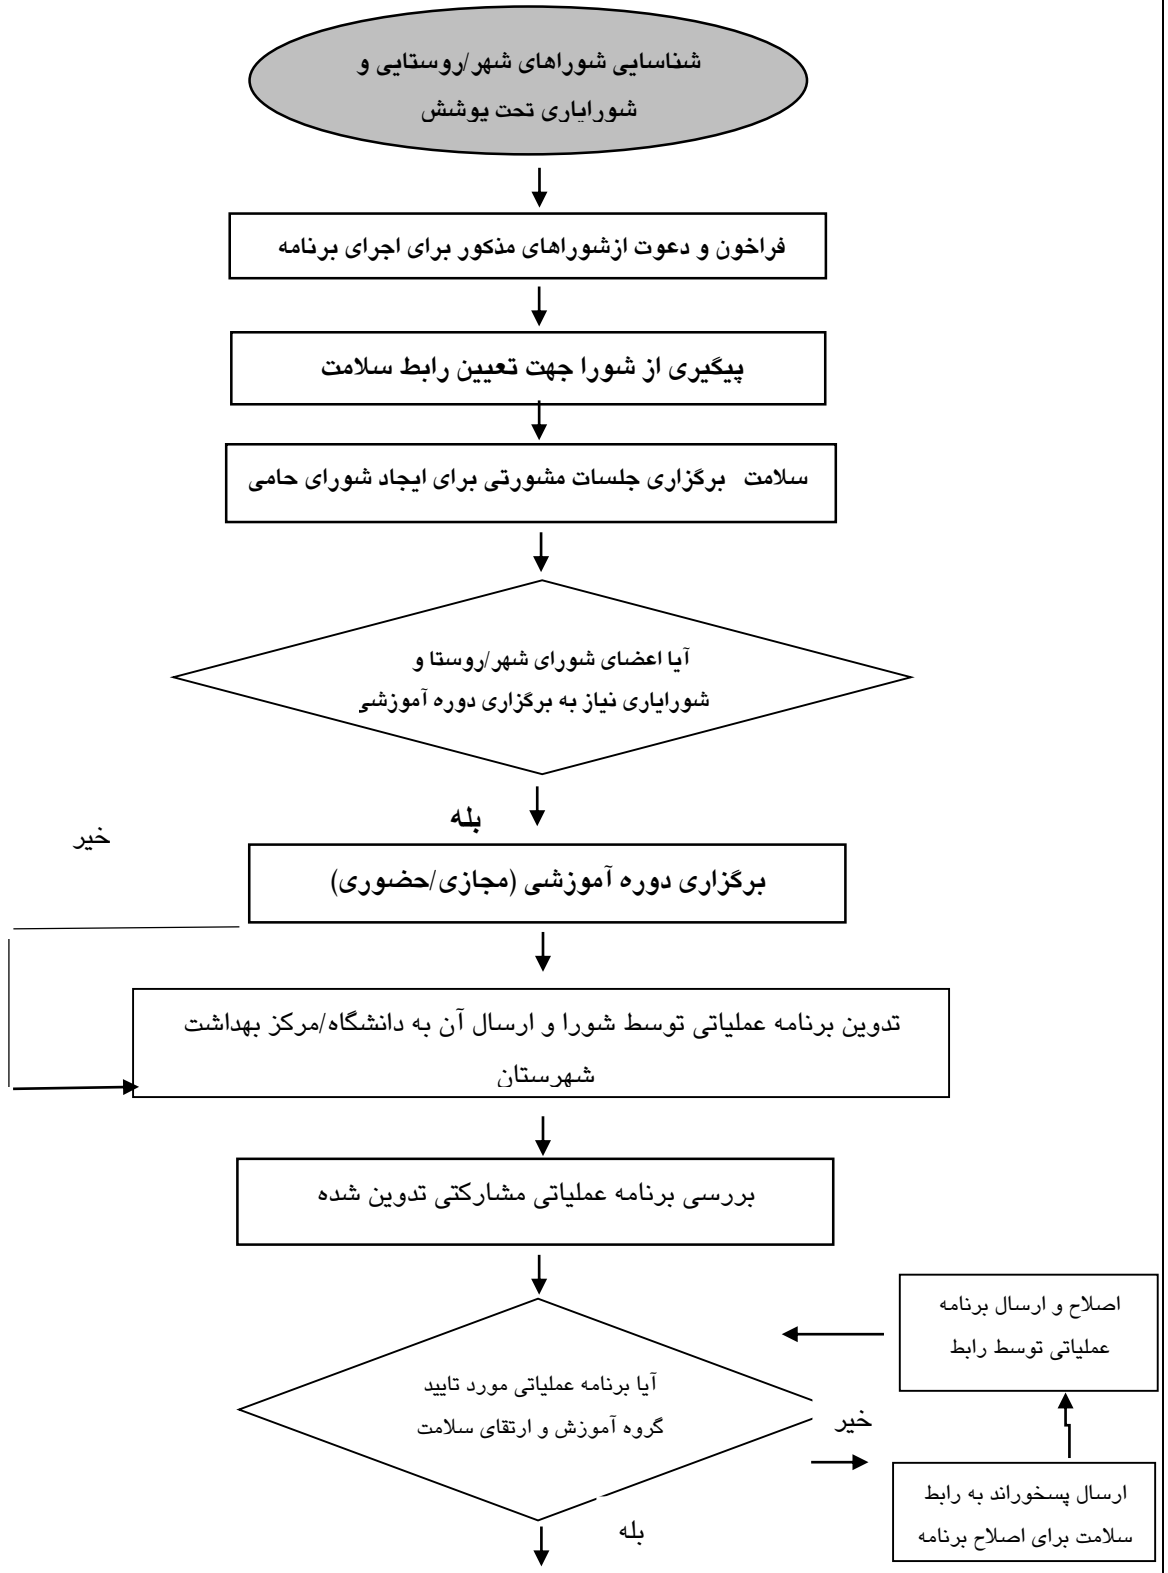 شناسایی شوراهای شهر/روستایی و
شورایاری تحت پوشش
فراخون و دعوت ازشوراهای مذکور برای اجرای برنامه
پیگیری از شورا جهت تعیین رابط سلامت
سلامت برگزاری جلسات مشورتی برای ایجاد شورای حامی
آیا اعضای شورای شهر/روستا و
شورایاری نیاز به برگزاری دوره آموزشی
بله
خیر
برگزاری دوره آموزشی (مجازی/حضوری)
تدوین برنامه عملیاتی توسط شورا و ارسال آن به دانشگاه/مرکز بهداشت
شهرستان
بررسی برنامه عملیاتی مشارکتی تدوین شده
اصلاح و ارسال برنامه
عملیاتی توسط رابط
آیا برنامه عملیاتی مورد تایید
گروه آموزش و ارتقای سلامت
خیر
ارسال پسخوراند به رابط
سلامت برای اصلاح برنامه
بله